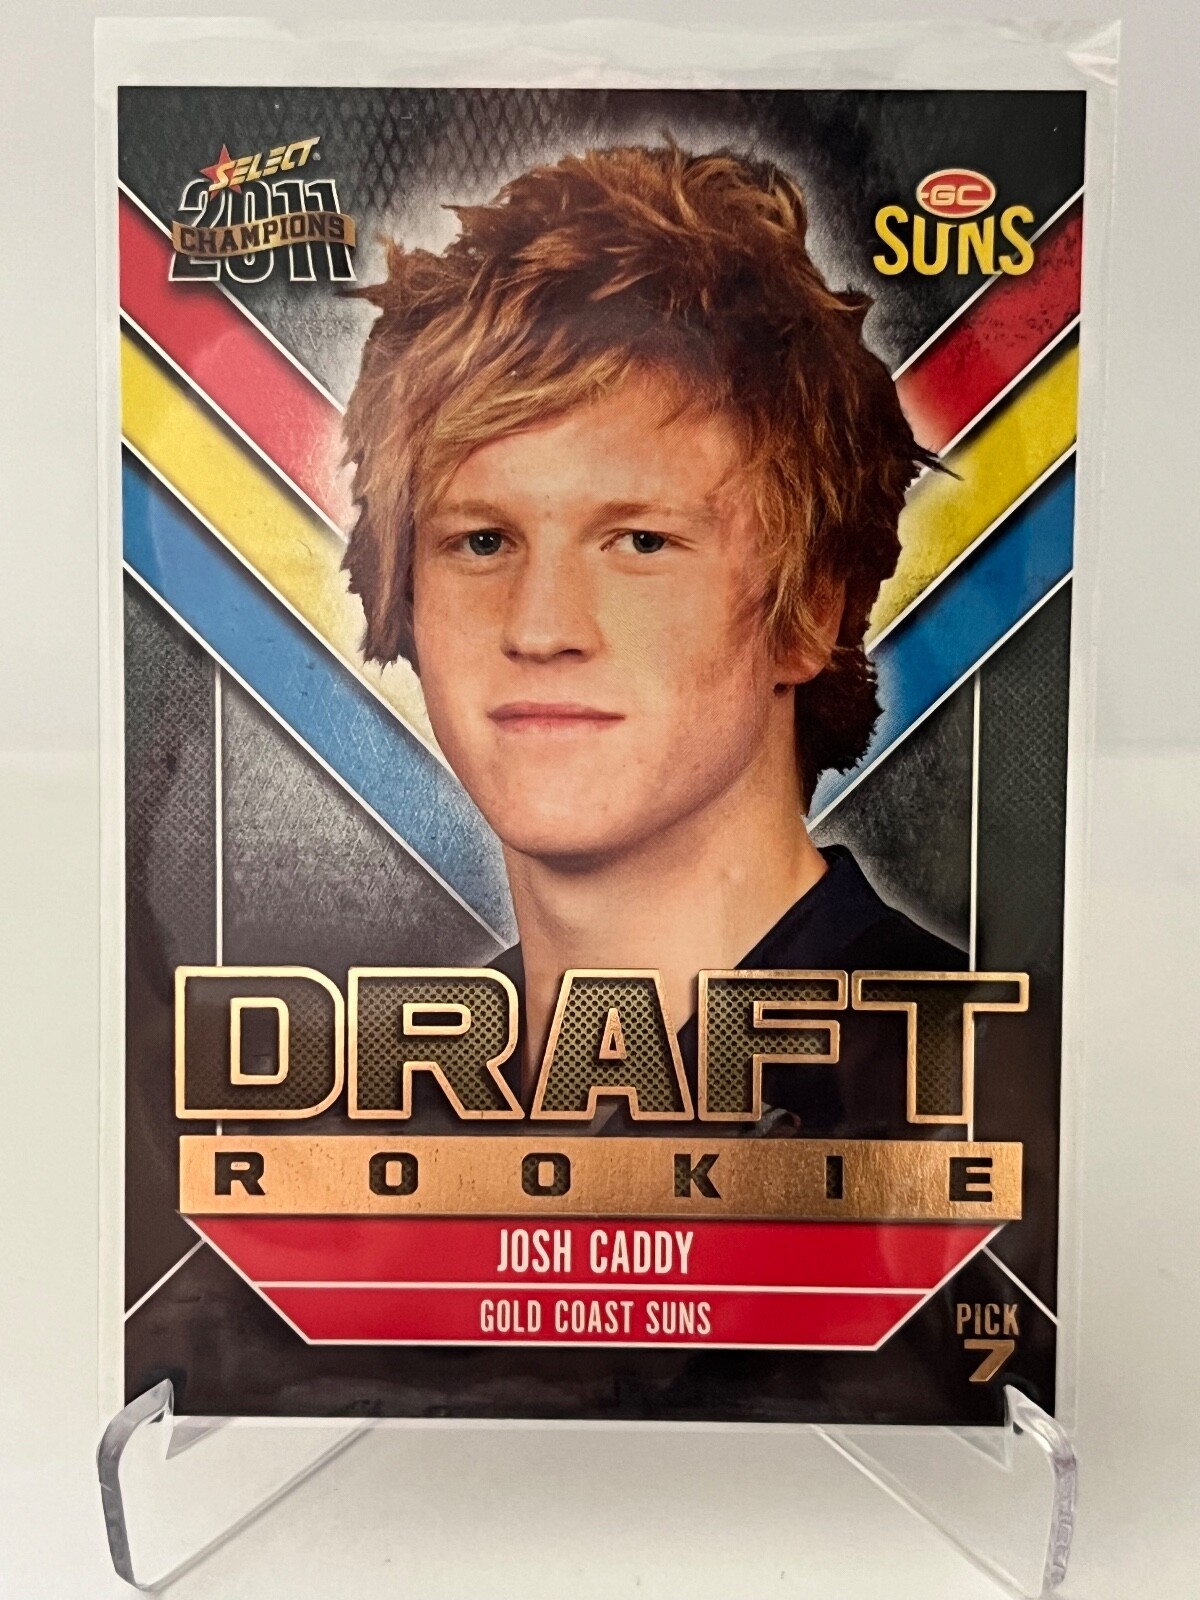 SELECT®
2011
CHAMPIONS
GC
SUNS
DRAFT
ROOKIE
JOSH CADDY
GOLD COAST SUNS
PICK
7